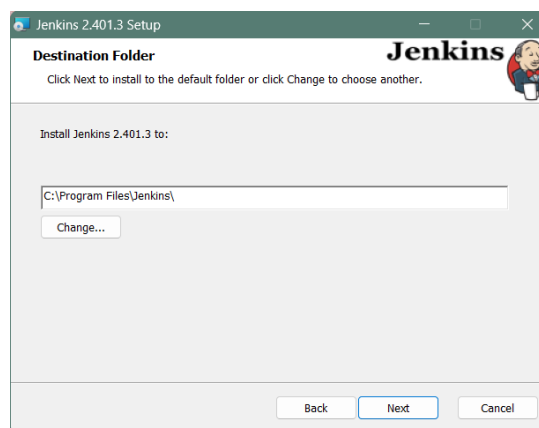 Jenkins 2.401.3 Setup
Destination Folder
Jenkins
Click Next to install to the default folder or click Change to choose another.
Install Jenkins 2.401.3 to:
C:\Program Files\Jenkins\
Change...
Back
Next
Cancel